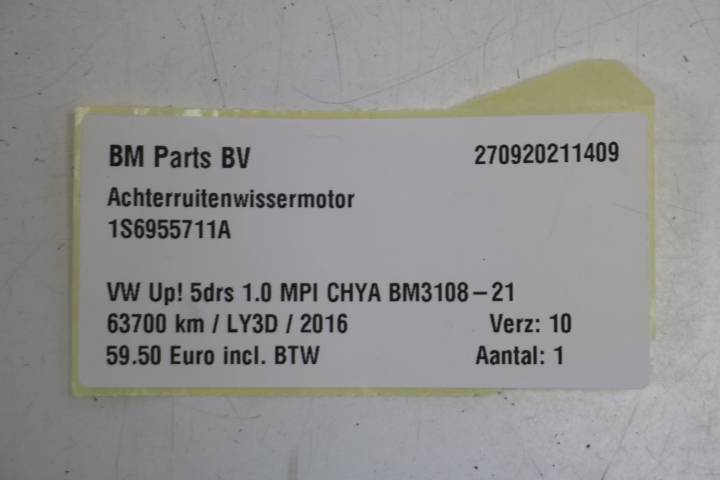 BM Parts BV 270920211409
Achterruitenwissermotor
1S6955711A
VW Up! 5drs 1.0 MPI CHYA BM3108-21
63700 km / LY3D / 2016 Verz: 10
59.50 Euro incl. BTW Aantal: 1